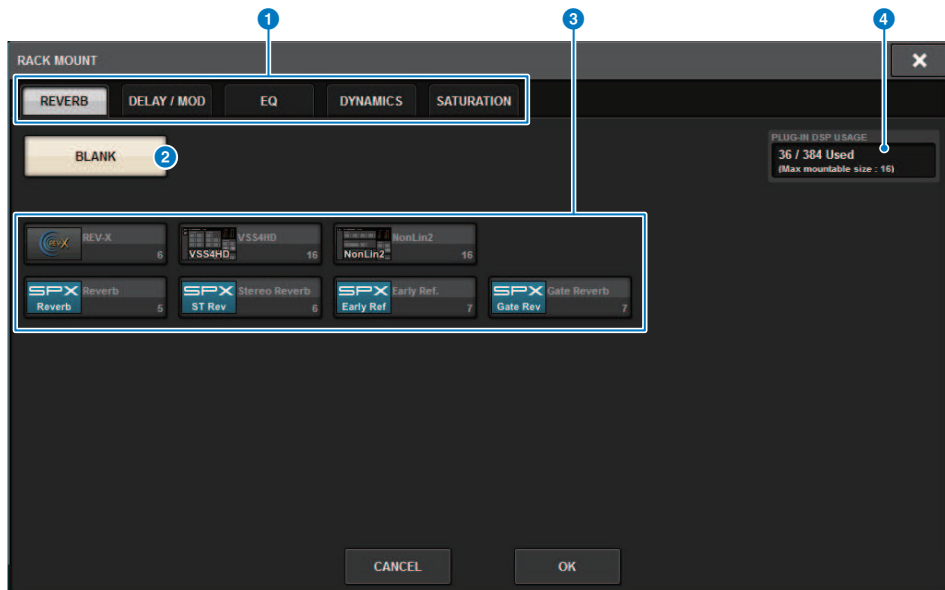 1 3 4
RACK MOUNT
REVERB DELAY / MOD EQ DYNAMICS SATURATION
BLANK 2
PLUG-IN DSP USAGE
36 / 384 Used
(Max mountable size : 16)
REV-X REV-X 6
VSS4HD VSS4HD 16
NonLin2 NonLin2 16
SPX Reverb Reverb 5
SPX ST Rev Stereo Reverb 6
SPX Early Ref Early Ref. 7
SPX Gate Rev Gate Reverb 7
CANCEL OK